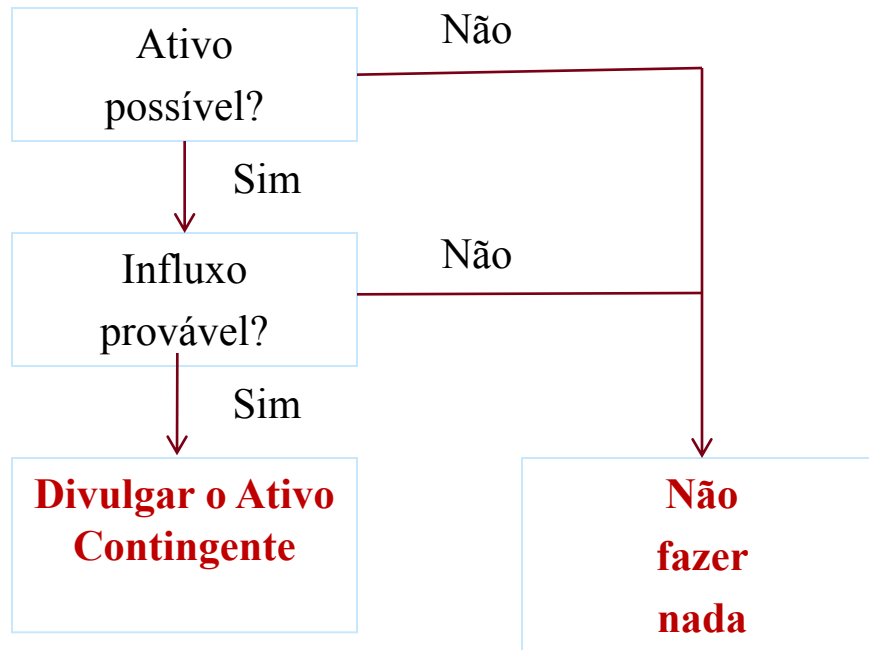 Ativo
possível?
Não
Sim
Influxo
provável?
Não
Sim
Divulgar o Ativo
Contingente
Não
fazer
nada